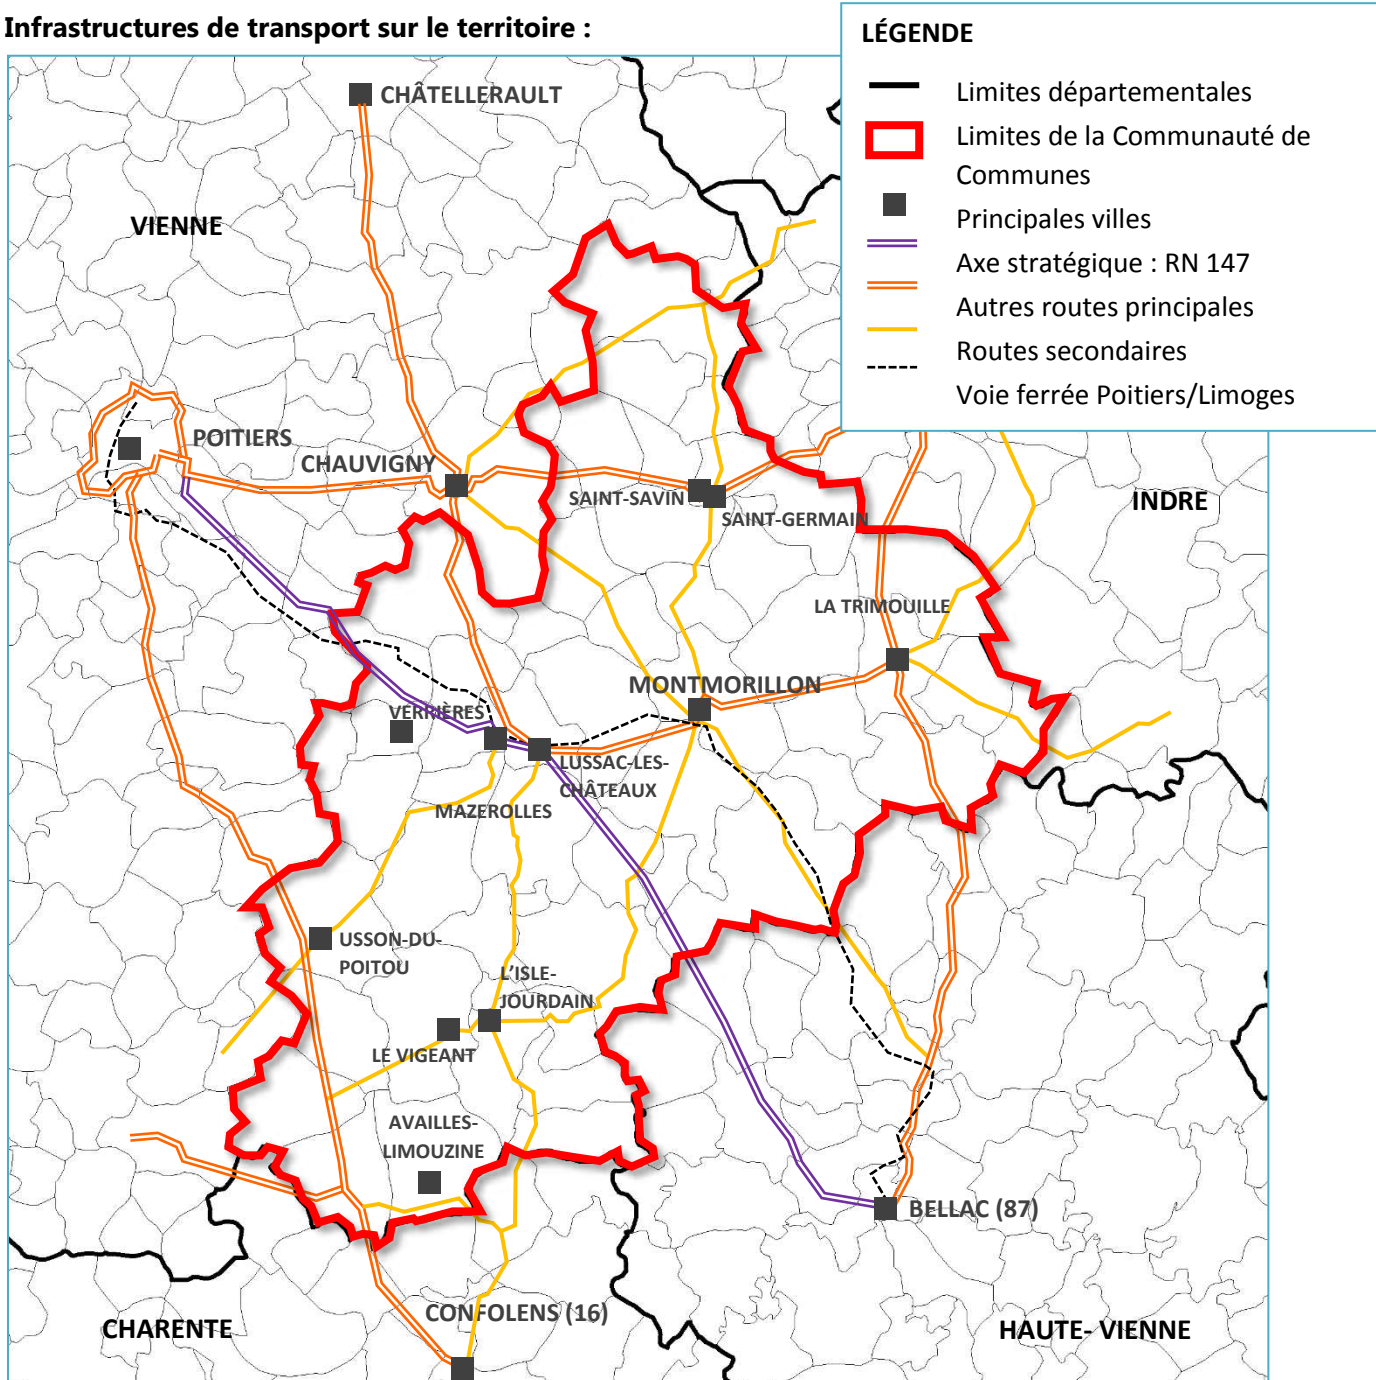 Infrastructures de transport sur le territoire :
LÉGENDE
Limites départementales
Limites de la Communauté de
Communes
Principales villes
Axe stratégique : RN 147
Autres routes principales
Routes secondaires
Voie ferrée Poitiers/Limoges
CHÂTELLERAULT
VIENNE
POITIERS
CHAUVIGNY
SAINT-SAVIN
SAINT-GERMAIN
INDRE
LA TRIMOUILLE
MONTMORILLON
VERRIÈRES
LUSSAC-LES-
CHÂTEAUX
MAZEROLLES
USSON-DU-
POITOU
L'ISLE-
JOURDAIN
LE VIGEANT
AVAILLES-
LIMOUZINE
BELLAC (87)
CONFOLENS (16)
CHARENTE
HAUTE- VIENNE